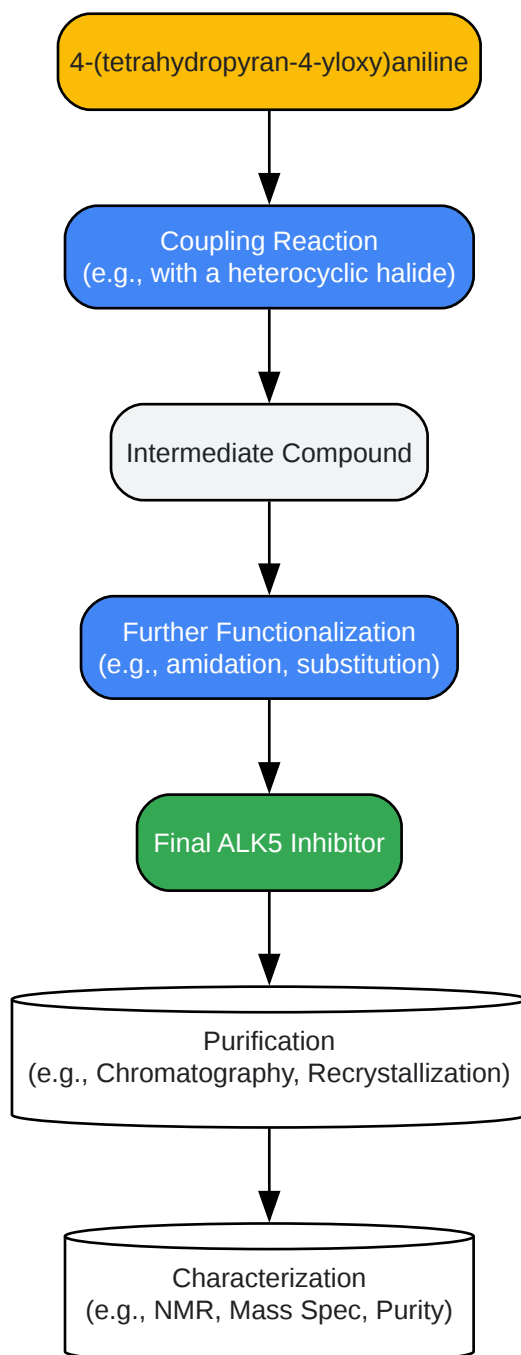 4-(tetrahydropyran-4-yloxy)aniline
Coupling Reaction
(e.g., with a heterocyclic halide)
Intermediate Compound
Further Functionalization
(e.g., amidation, substitution)
Final ALK5 Inhibitor
Purification
(e.g., Chromatography, Recrystallization)
Characterization
(e.g., NMR, Mass Spec, Purity)